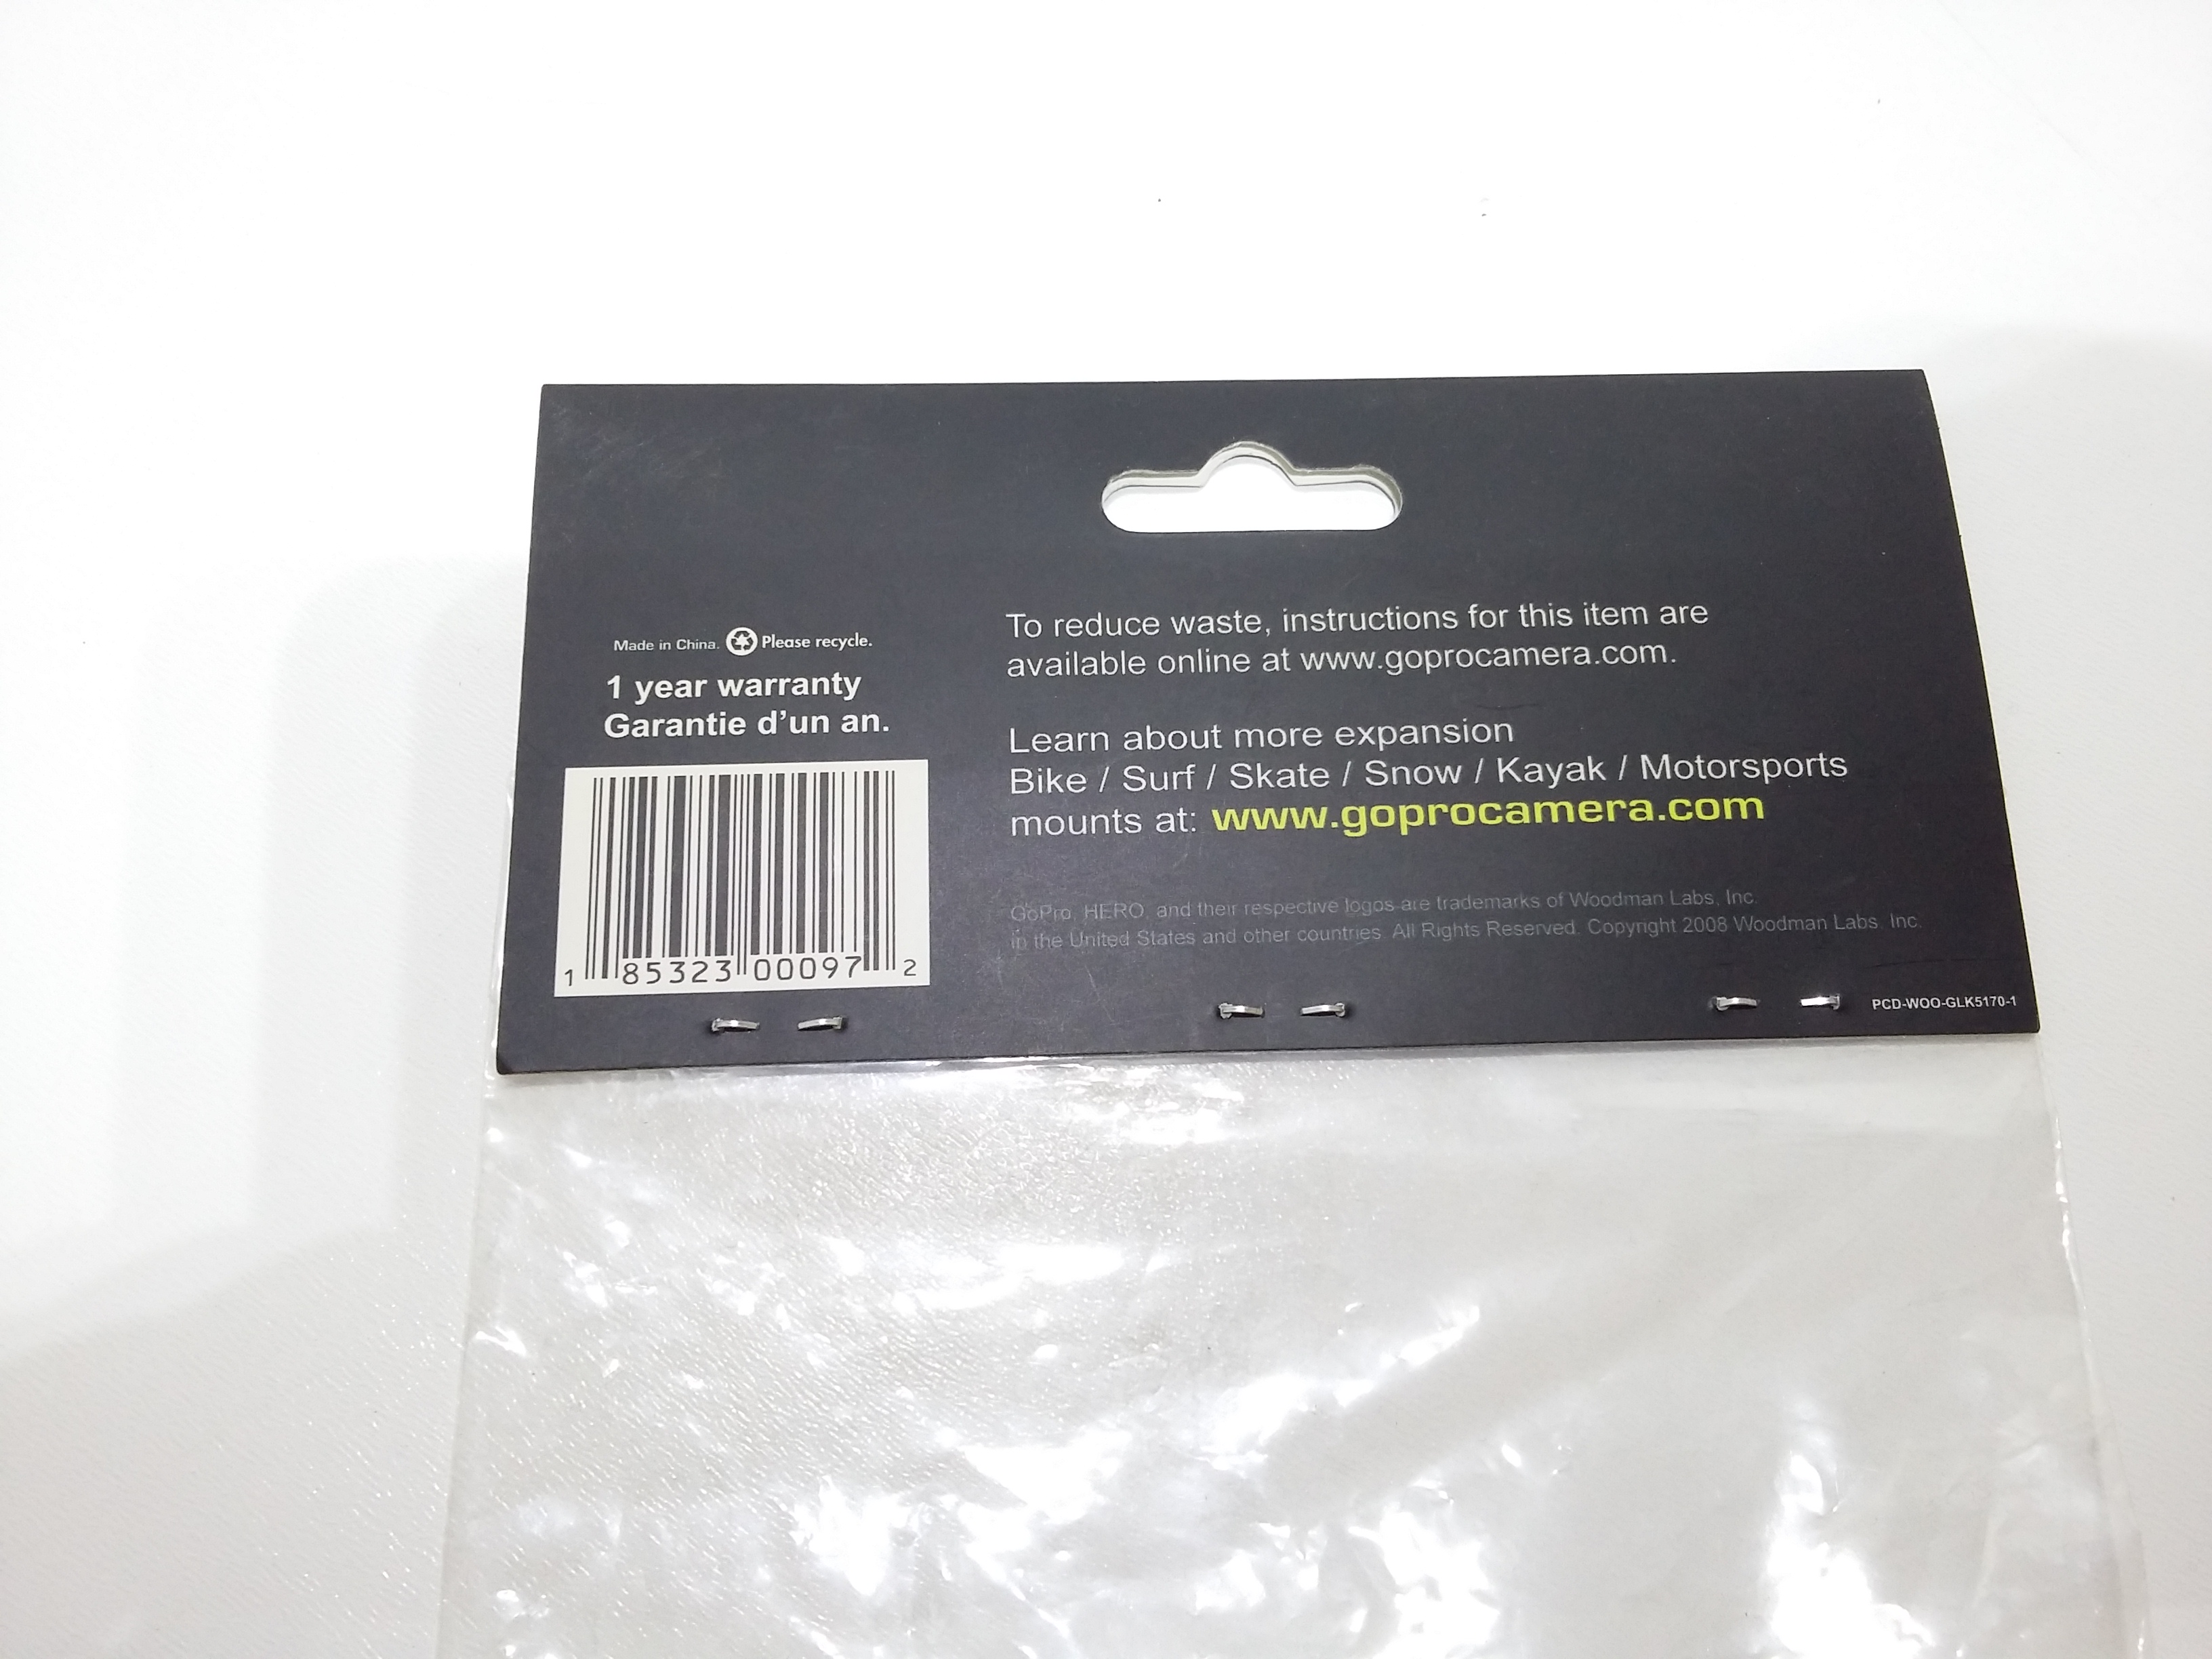 Made in China. Please recycle.
1 year warranty
Garantie d'un an.
1 85323 00097 2
To reduce waste, instructions for this item are
available online at www.goprocamera.com.
Learn about more expansion
Bike / Surf / Skate / Snow / Kayak / Motorsports
mounts at: www.goprocamera.com
GoPro, HERO, and their respective logos are trademarks of Woodman Labs, Inc.
in the United States and other countries. All Rights Reserved. Copyright 2008 Woodman Labs, Inc.
PCD-WOO-GLK5170-1